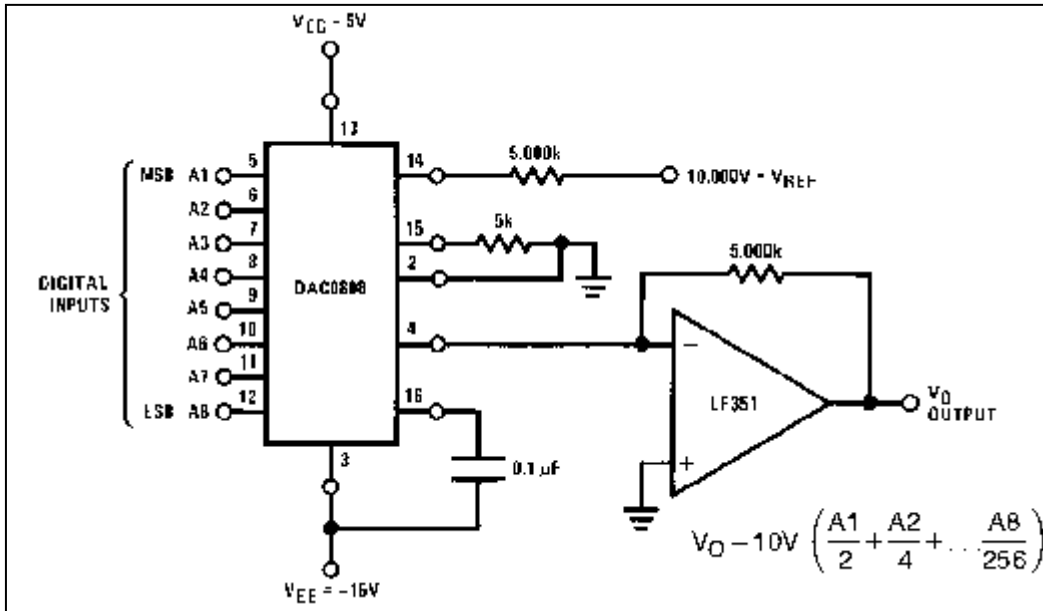 VCC - 5V
13
MSB A1 5
A2 6
A3 7
A4 8
A5 9
A6 10
A7 11
LSB A8 12
DIGITAL
INPUTS
DAC0808
14
5.000k
10.000V - VREF
15
5k
2
4
5.000k
16
0.1 µF
3
VEE = -15V
−
+
LF351
VO
OUTPUT
VO − 10V (A1/2 + A2/4 + ... A8/256)